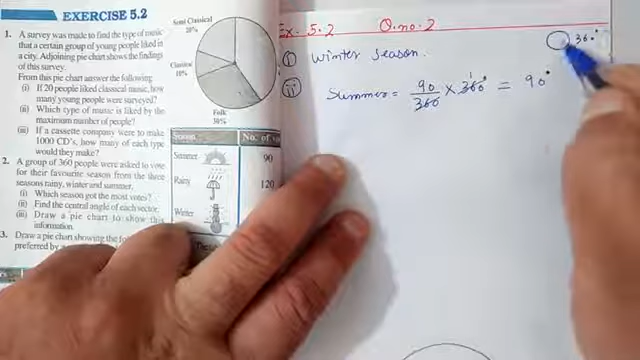 EXERCISE 5.2
1. A survey was made to find the type of music
that a certain group of young people liked in
a city. Adjoining pie chart shows the findings
of this survey.
From this pie chart answer the following
(i) If 20 people liked classical music, how
many young people were surveyed?
(ii) Which type of music is liked by the
maximum number of people?
(iii) If a cassette company were to make
1000 CD's, how many of each type
would they make?
2. A group of 360 people were asked to vote
for their favourite season from the three
seasons rainy, winter and summer.
(i) Which season got the most votes?
(ii) Find the central angle of each sector.
(iii) Draw a pie chart to show this
information.
3. Draw a pie chart showing the
preferred by a
Semi Classical
20%
Classical
10%
Folk
30%
Season No. of
Summer 90
Rainy 120
Winter
Ex. 5.2 Q.no.2
(i) Winter Season.
(ii) Summer = 90/360 × 360° = 90°
1
360°